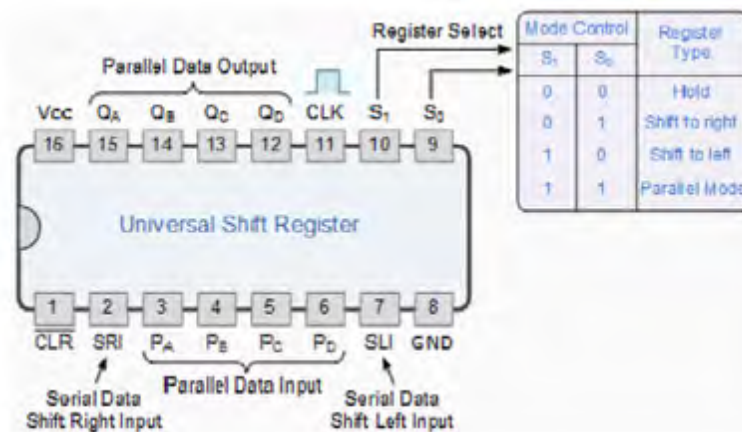 Register Select
Mode Control
Register Type
S1 S0
0 0 Hold
0 1 Shift to right
1 0 Shift to left
1 1 Parallel Mode
Parallel Data Output
Vcc QA QB QC QD CLK S1 S0
16 15 14 13 12 11 10 9
Universal Shift Register
1 2 3 4 5 6 7 8
CLR SRI PA PB PC PD SLI GND
Parallel Data Input
Serial Data
Shift Right Input
Serial Data
Shift Left Input